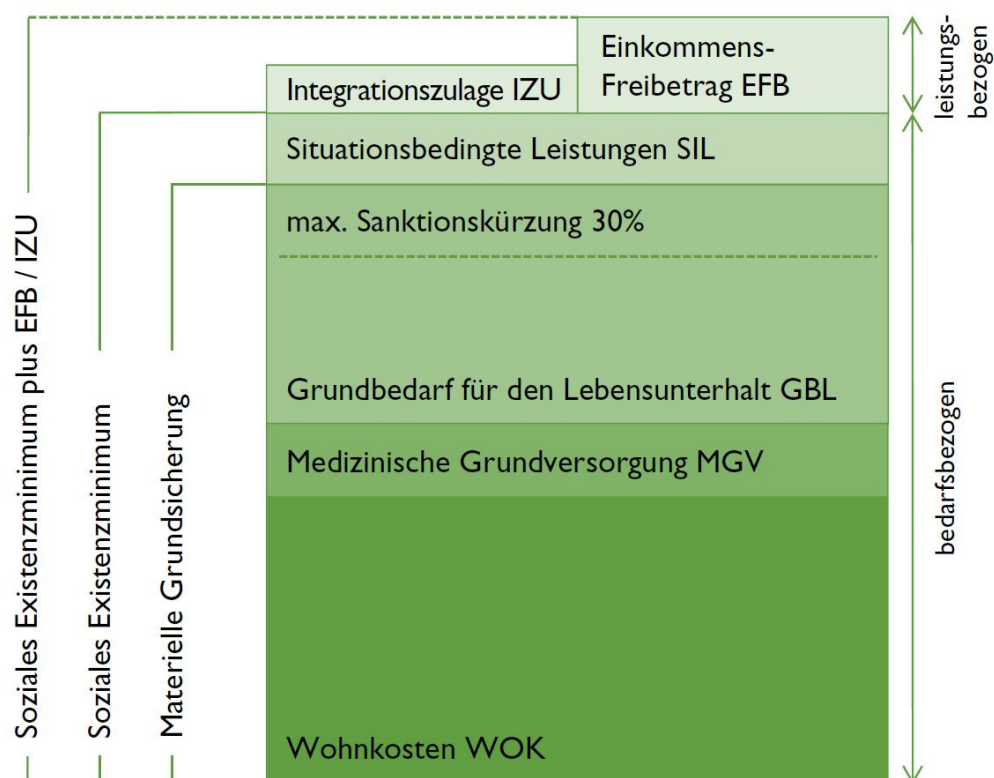 Einkommens-
Freibetrag EFB
Integrationszulage IZU
Situationsbedingte Leistungen SIL
max. Sanktionskürzung 30%
Grundbedarf für den Lebensunterhalt GBL
Medizinische Grundversorgung MGV
Wohnkosten WOK
Soziales Existenzminimum plus EFB / IZU
Soziales Existenzminimum
Materielle Grundsicherung
leistungs-
bezogen
bedarfsbezogen